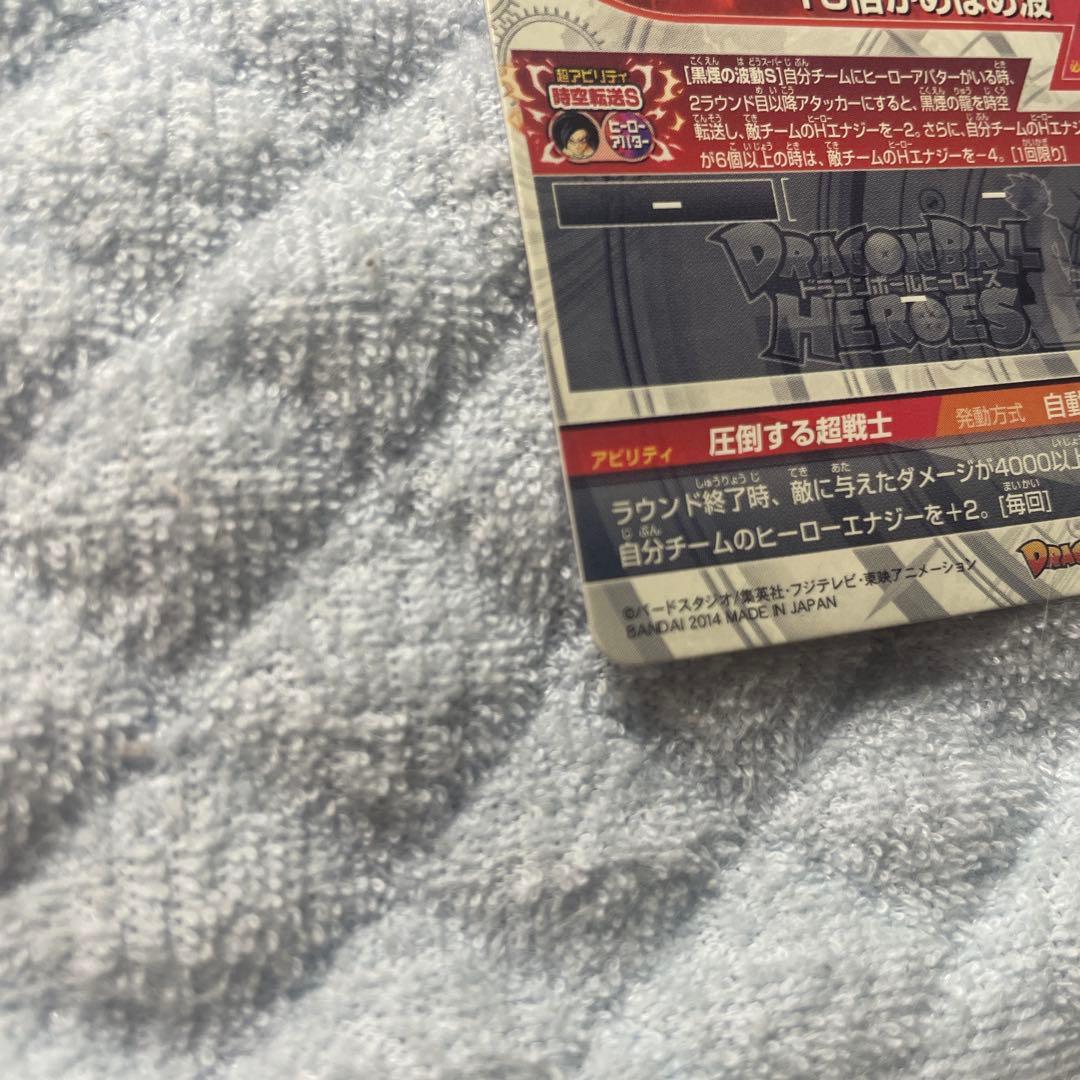 10倍かめはめ波
超アビリティ
時空転送S
ヒーロー
アバター
[黒煙の波動S]自分チームにヒーローアバターがいる時、
2ラウンド目以降アタッカーにすると、黒煙の龍を時空
転送し、敵チームのHエナジーを-2。さらに、自分チームのHエナジ
が6個以上の時は、敵チームのHエナジーを-4。[1回限り]
ー [ ー
DRAGONBALL
ドラゴンボールヒーローズ
ー
HEROES
アビリティ 圧倒する超戦士 発動方式 自動
ラウンド終了時、敵に与えたダメージが4000以上
自分チームのヒーローエナジーを+2。[毎回]
©バードスタジオ/集英社・フジテレビ・東映アニメーション
BANDAI 2014 MADE IN JAPAN